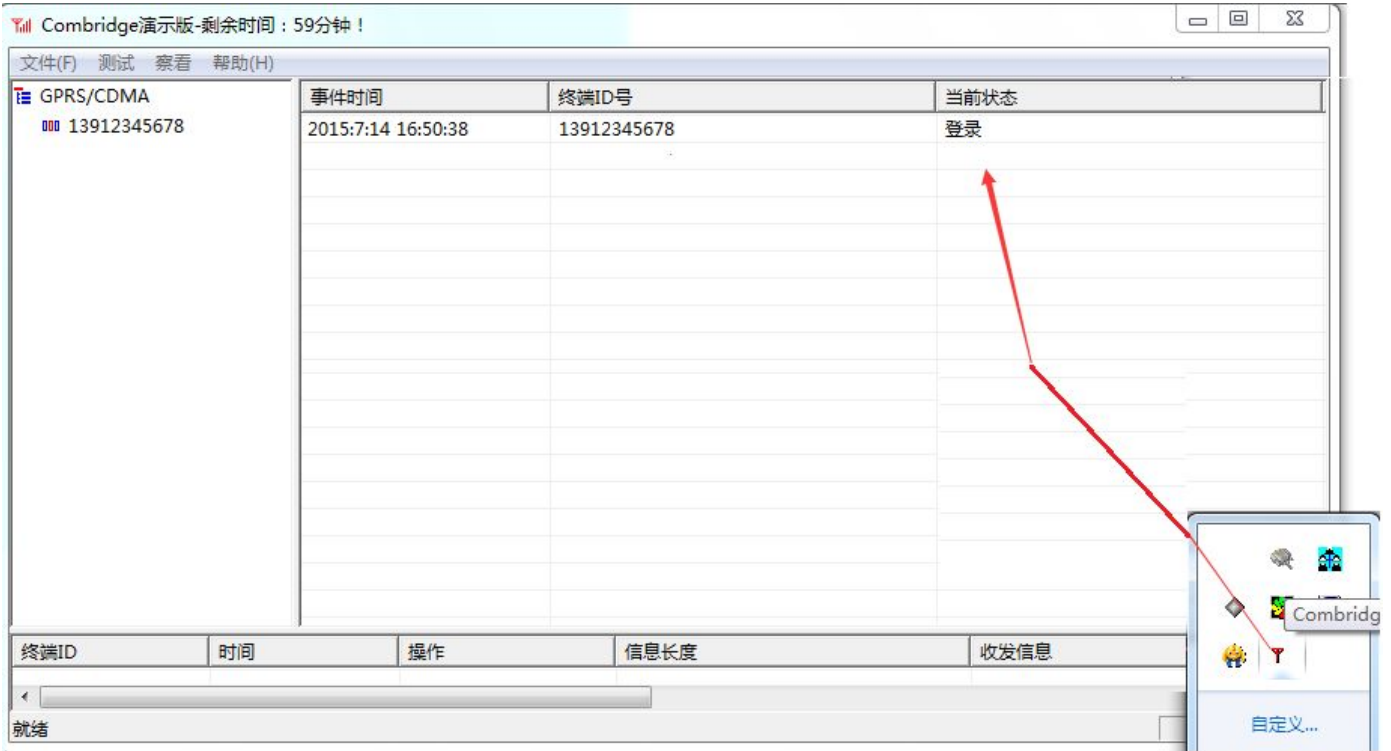 Combridge演示版-剩余时间：59分钟！
文件(F) 测试 察看 帮助(H)
GPRS/CDMA
13912345678
事件时间 终端ID号 当前状态
2015:7:14 16:50:38 13912345678 登录
Combridg
终端ID 时间 操作 信息长度 收发信息
自定义...
就绪